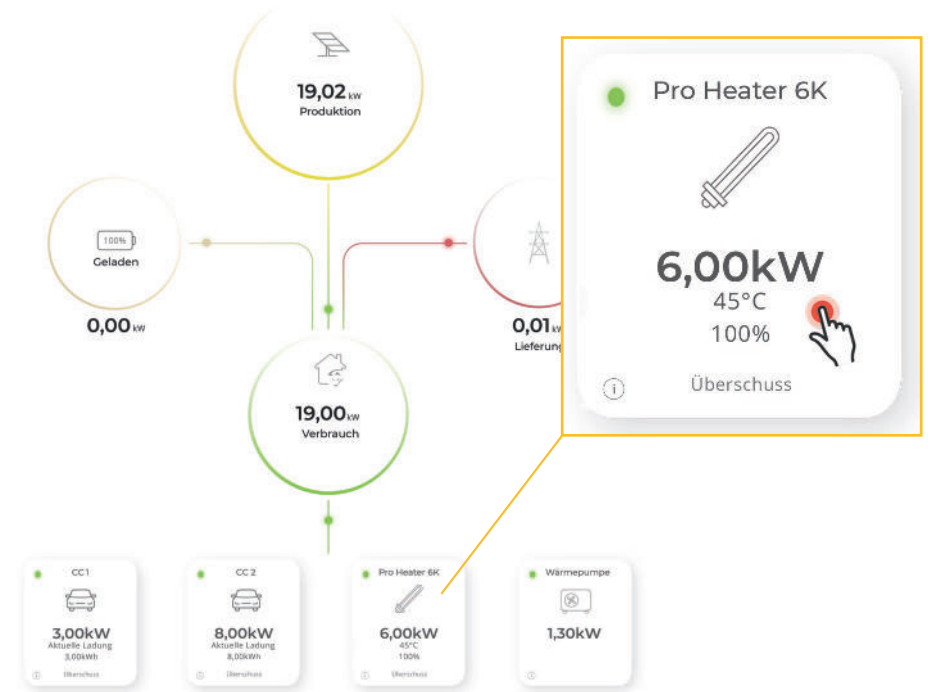 19,02 kW
Produktion
100%
Geladen
0,00 kW
0,01 kW
Lieferung
19,00 kW
Verbrauch
Pro Heater 6K
6,00kW
45°C
100%
Überschuss
i
CC 1
3,00kW
Aktuelle Ladung
3,00kWh
Überschuss
i
CC 2
8,00kW
Aktuelle Ladung
8,00kWh
Überschuss
i
Pro Heater 6K
6,00kW
45°C
100%
Überschuss
i
Wärmepumpe
1,30kW
i